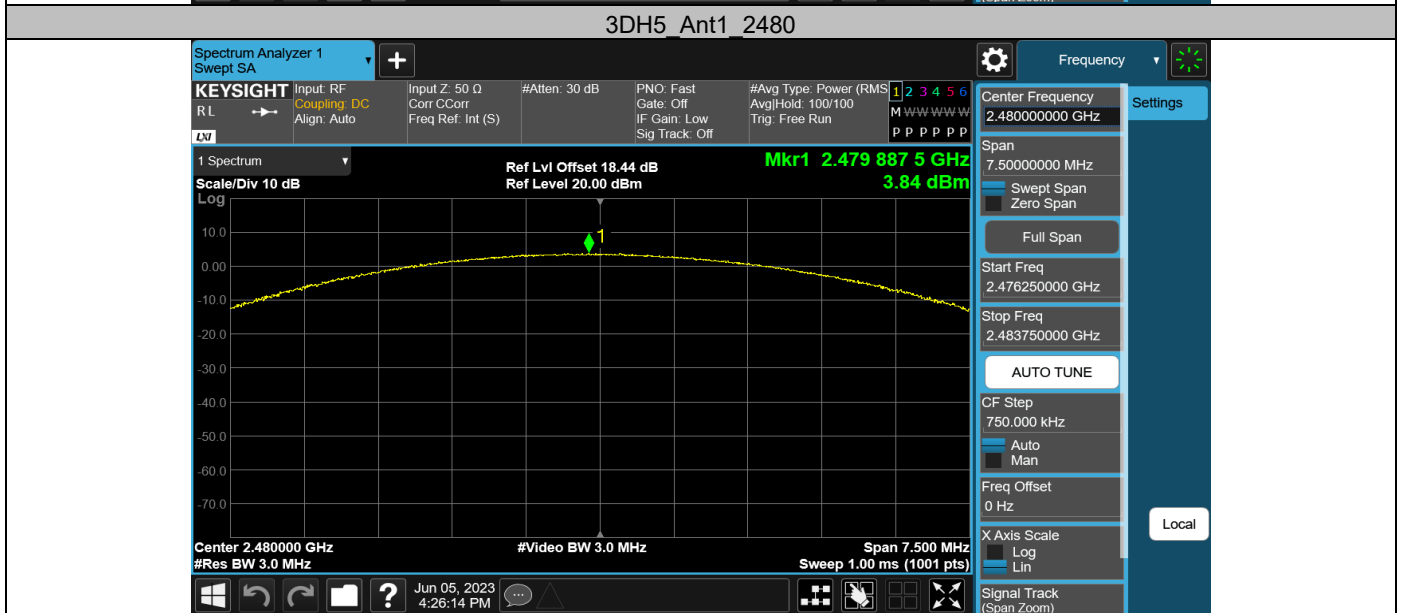 (Span Zoom)
3DH5_Ant1_2480
Spectrum Analyzer 1
Swept SA
+
Frequency
KEYSIGHT
Input: RF
Input Z: 50 Ω
#Atten: 30 dB
PNO: Fast
#Avg Type: Power (RMS
1 2 3 4 5 6
RL
Coupling: DC
Corr CCorr
Gate: Off
Avg|Hold: 100/100
M W W W W W
Align: Auto
Freq Ref: Int (S)
IF Gain: Low
Trig: Free Run
LXI
Sig Track: Off
P P P P P P
1 Spectrum
Ref Lvl Offset 18.44 dB
Mkr1 2.479 887 5 GHz
Scale/Div 10 dB
Ref Level 20.00 dBm
3.84 dBm
Log
1
10.0
0.00
-10.0
-20.0
-30.0
-40.0
-50.0
-60.0
-70.0
Center 2.480000 GHz
#Video BW 3.0 MHz
Span 7.500 MHz
#Res BW 3.0 MHz
Sweep 1.00 ms (1001 pts)
Center Frequency
2.480000000 GHz
Settings
Span
7.50000000 MHz
Swept Span
Zero Span
Full Span
Start Freq
2.476250000 GHz
Stop Freq
2.483750000 GHz
AUTO TUNE
CF Step
750.000 kHz
Auto
Man
Freq Offset
0 Hz
Local
X Axis Scale
Log
Lin
Signal Track
(Span Zoom)
?
Jun 05, 2023
4:26:14 PM